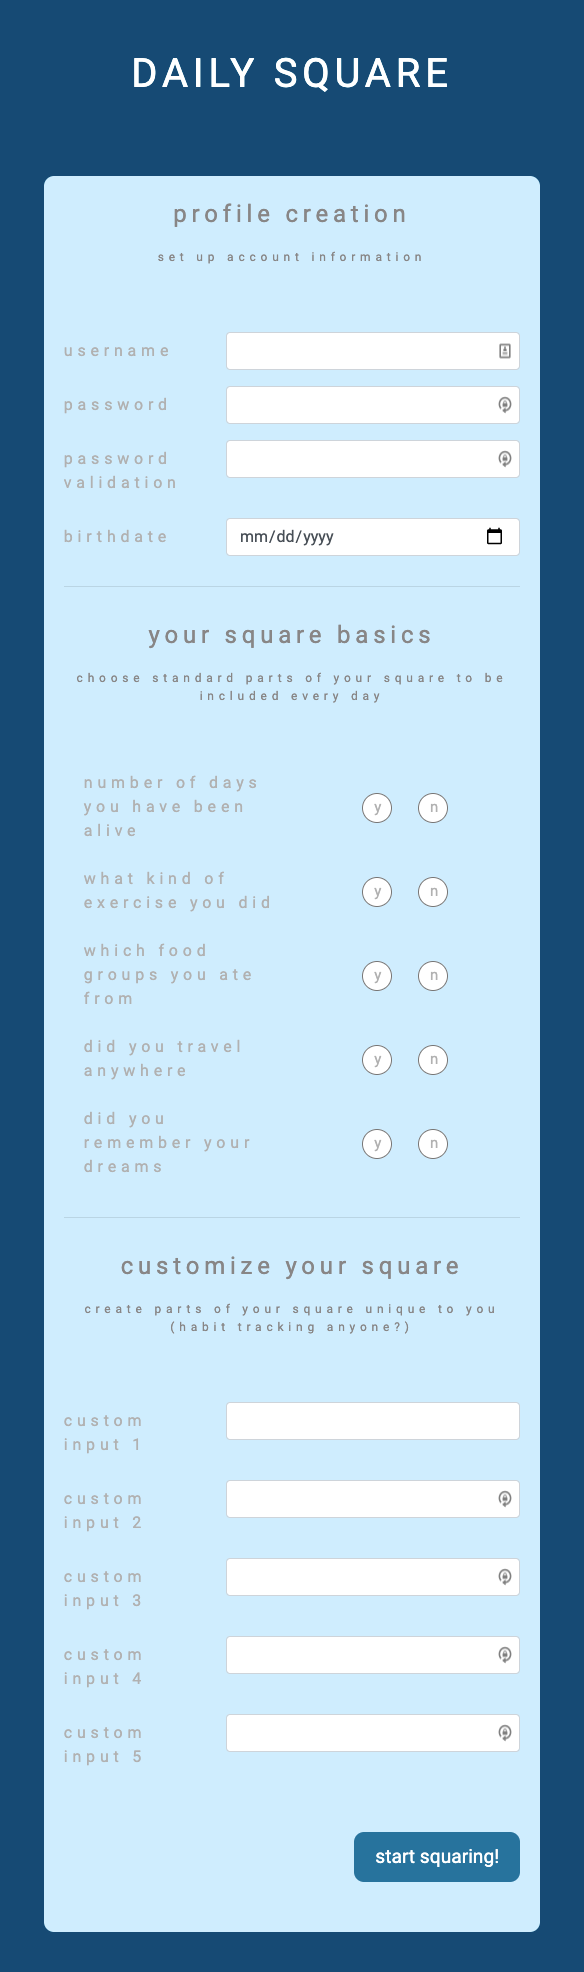 DAILY SQUARE
profile creation
set up account information
username
password
password
validation
birthdate
mm/dd/yyyy
your square basics
choose standard parts of your square to be
included every day
number of days
you have been
alive
y n
what kind of
exercise you did
y n
which food
groups you ate
from
y n
did you travel
anywhere
y n
did you
remember your
dreams
y n
customize your square
create parts of your square unique to you
(habit tracking anyone?)
custom
input 1
custom
input 2
custom
input 3
custom
input 4
custom
input 5
start squaring!